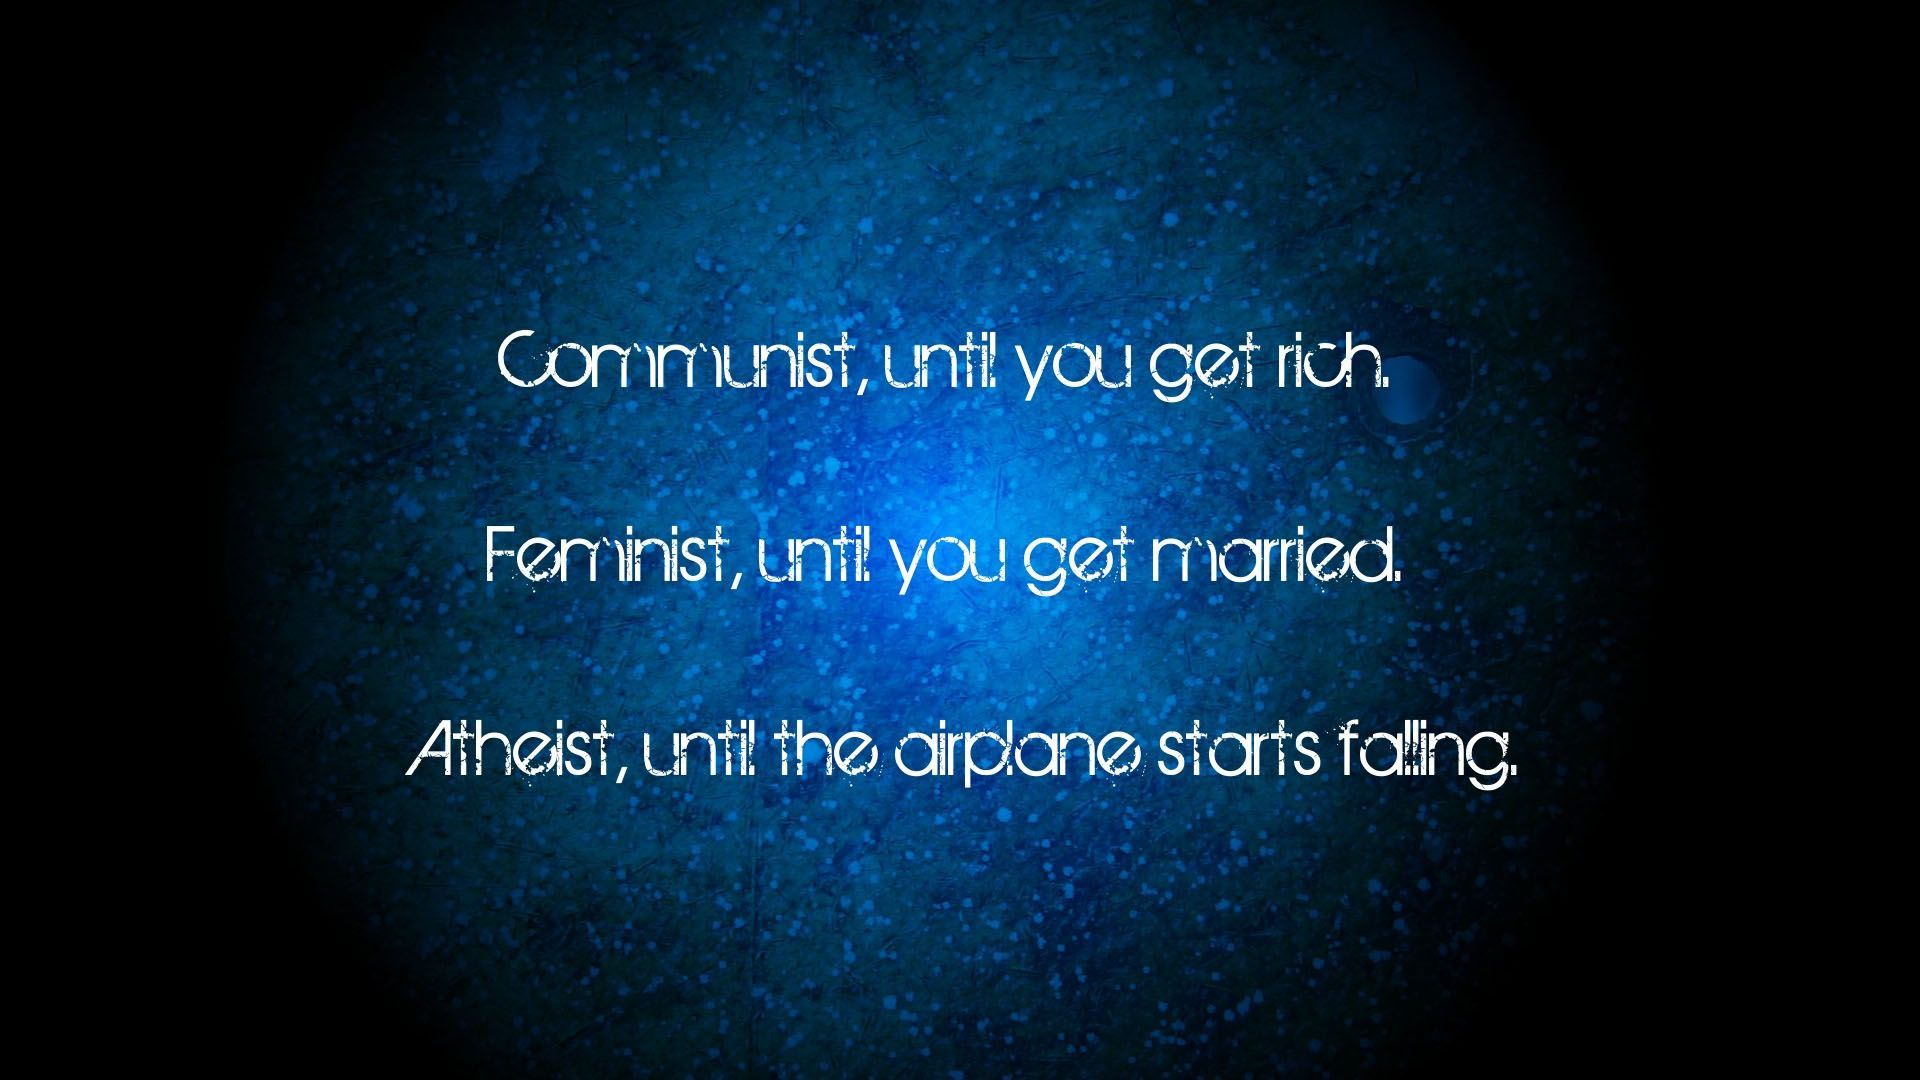 Communist, until you get rich.
Feminist, until you get married.
Atheist, until the airplane starts falling.